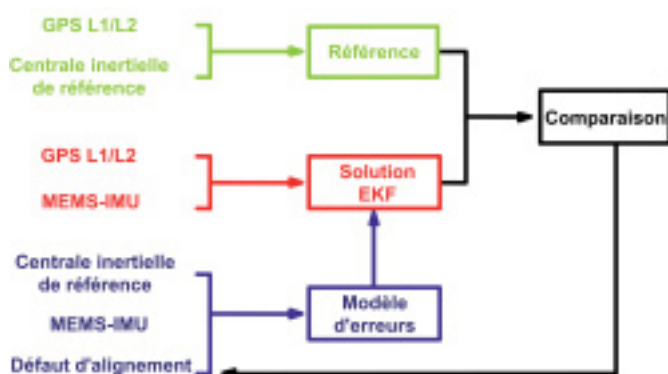 GPS L1/L2
Centrale inertielle
de référence
Référence
Comparaison
GPS L1/L2
MEMS-IMU
Solution
EKF
Centrale inertielle
de référence
MEMS-IMU
Défaut d'alignement
Modèle
d'erreurs